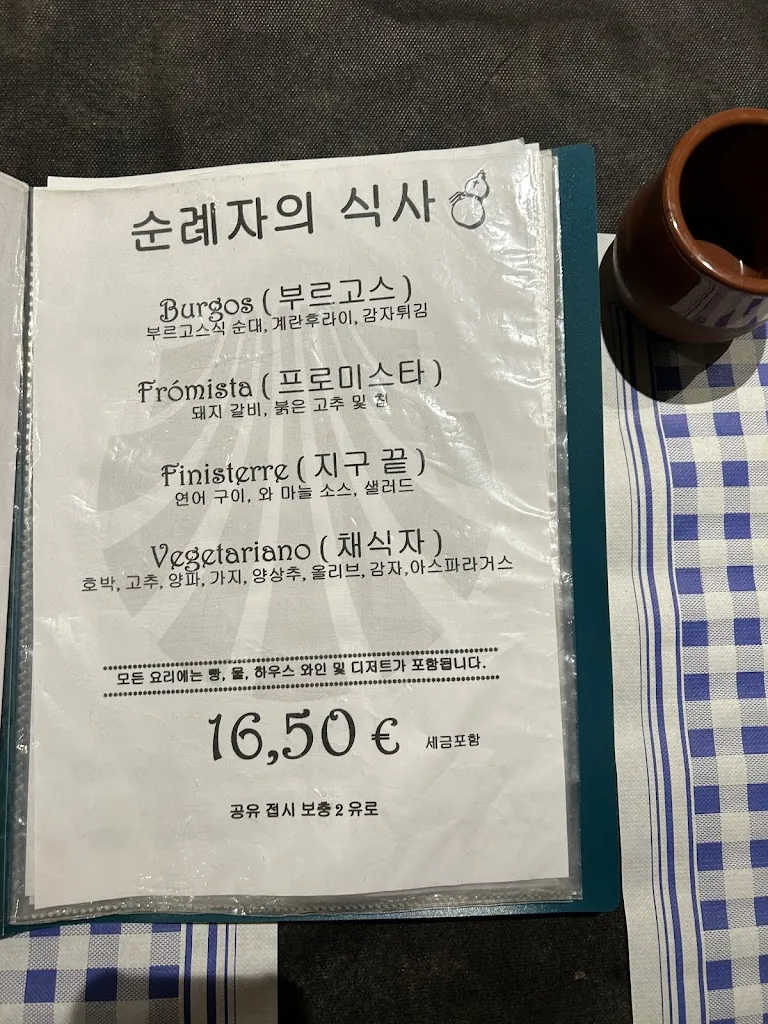 순례자의 식사
Burgos ( 부르고스 )
부르고스식 순대, 계란후라이, 감자튀김
Frómista ( 프로미스타 )
돼지 갈비, 붉은 고추 및 칩
Finisterre ( 지구 끝 )
연어 구이, 와 마늘 소스, 샐러드
Vegetariano ( 채식자 )
호박, 고추, 양파, 가지, 양상추, 올리브, 감자,아스파라거스
모든 요리에는 빵, 물, 하우스 와인 및 디저트가 포함됩니다.
16,50 € 세금포함
공유 접시 보충 2 유로